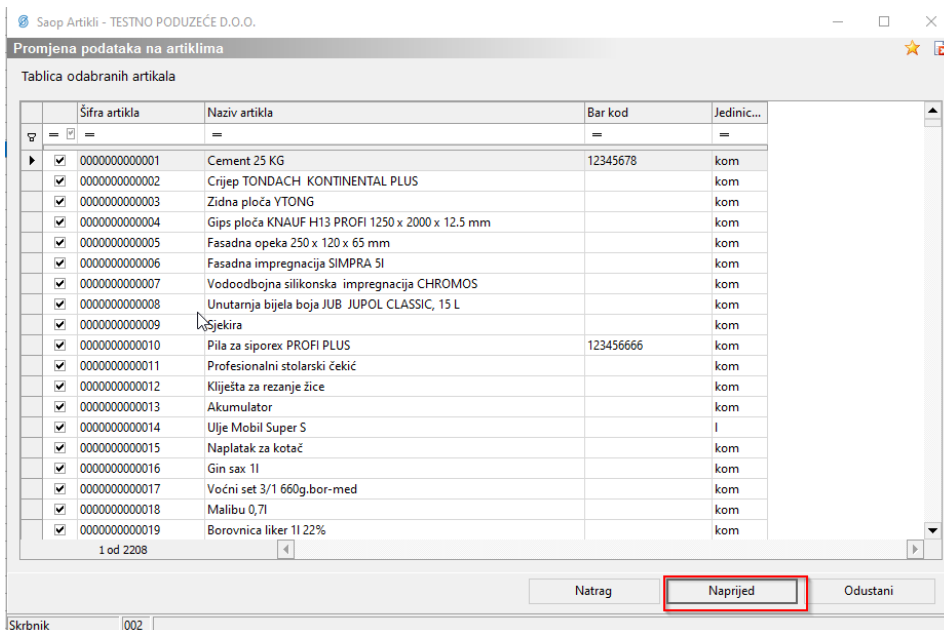 Saop Artikli - TESTNO PODUZEĆE D.O.O.
Promjena podataka na artiklima
Tablica odabranih artikala
Šifra artikla Naziv artikla Bar kod Jedinic...
= = = = =
0000000000001 Cement 25 KG 12345678 kom
0000000000002 Crijep TONDACH KONTINENTAL PLUS kom
0000000000003 Zidna ploča YTONG kom
0000000000004 Gips ploča KNAUF H13 PROFI 1250 x 2000 x 12.5 mm kom
0000000000005 Fasadna opeka 250 x 120 x 65 mm kom
0000000000006 Fasadna impregnacija SIMPRA 5l kom
0000000000007 Vodoodbojna silikonska impregnacija CHROMOS kom
0000000000008 Unutarnja bijela boja JUB JUPOL CLASSIC, 15 L kom
0000000000009 Sjekira kom
0000000000010 Pila za siporex PROFI PLUS 123456666 kom
0000000000011 Profesionalni stolarski čekić kom
0000000000012 Kliješta za rezanje žice kom
0000000000013 Akumulator kom
0000000000014 Ulje Mobil Super S l
0000000000015 Naplatak za kotač kom
0000000000016 Gin sax 1l kom
0000000000017 Voćni set 3/1 660g.bor-med kom
0000000000018 Malibu 0,7l kom
0000000000019 Borovnica liker 1l 22% kom
1 od 2208
Natrag Naprijed Odustani
Skrbnik 002